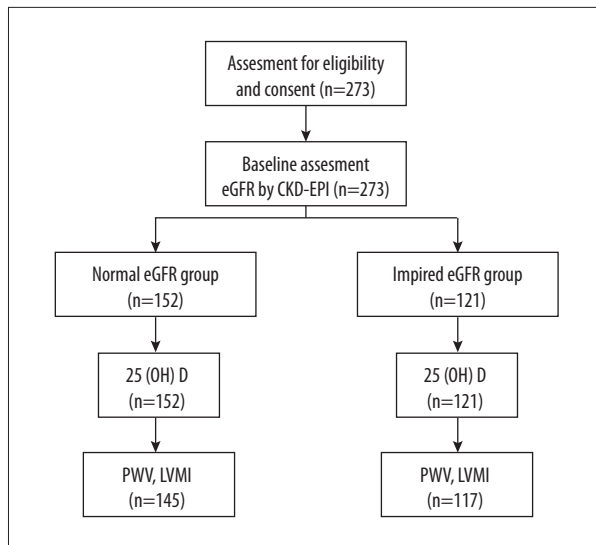 Assesment for eligibility
and consent (n=273)
Baseline assesment
eGFR by CKD-EPI (n=273)
Normal eGFR group
(n=152)
Impired eGFR group
(n=121)
25 (OH) D
(n=152)
25 (OH) D
(n=121)
PWV, LVMI
(n=145)
PWV, LVMI
(n=117)